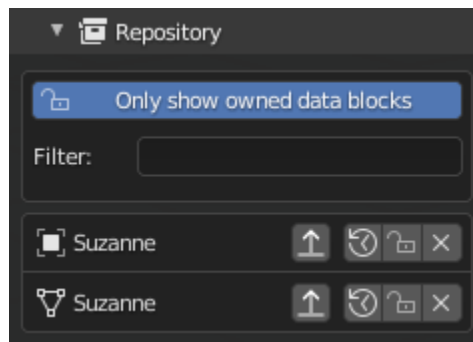 Repository
Only show owned data blocks
Filter:
Suzanne
Suzanne